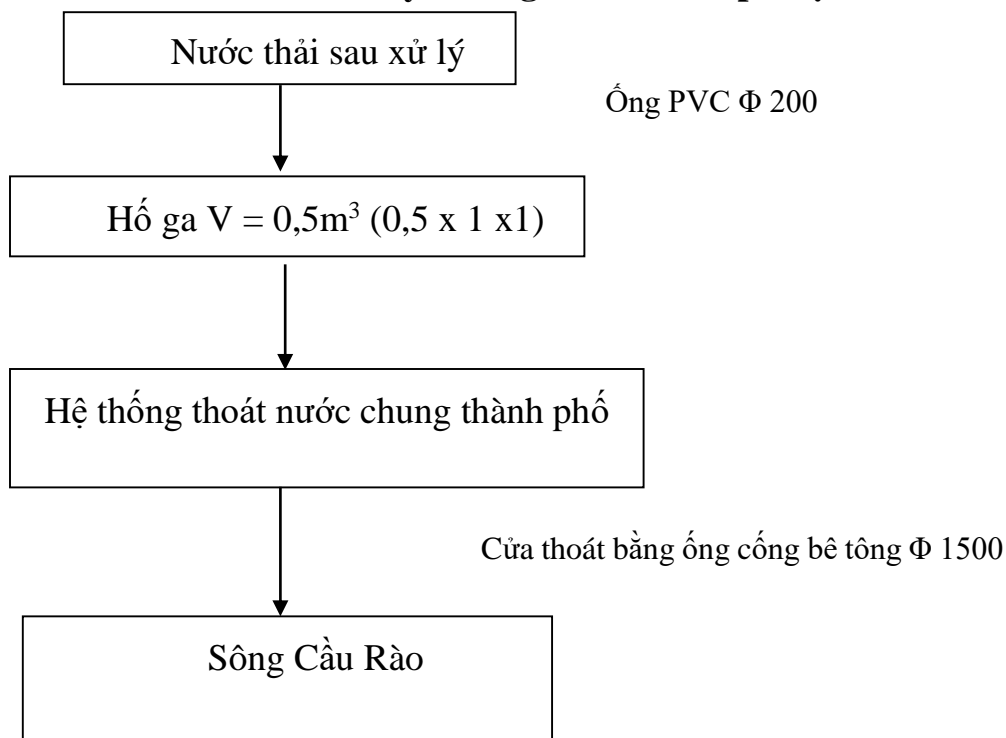 Nước thải sau xử lý
Ống PVC Φ 200
Hố ga V = 0,5m³ (0,5 x 1 x1)
Hệ thống thoát nước chung thành phố
Cửa thoát bằng ống cống bê tông Φ 1500
Sông Cầu Rào